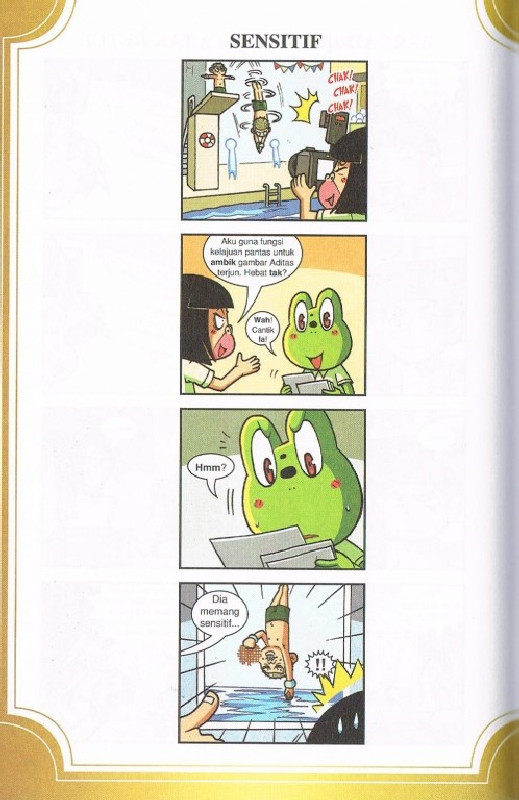 SENSITIF
CHAK!
CHAK!
CHAK!
Aku guna fungsi
kelajuan pantas untuk
ambik gambar Aditas
terjun. Hebat tak?
Wah!
Cantik
la!
Hmm?
Dia
memang
sensitif...
!!